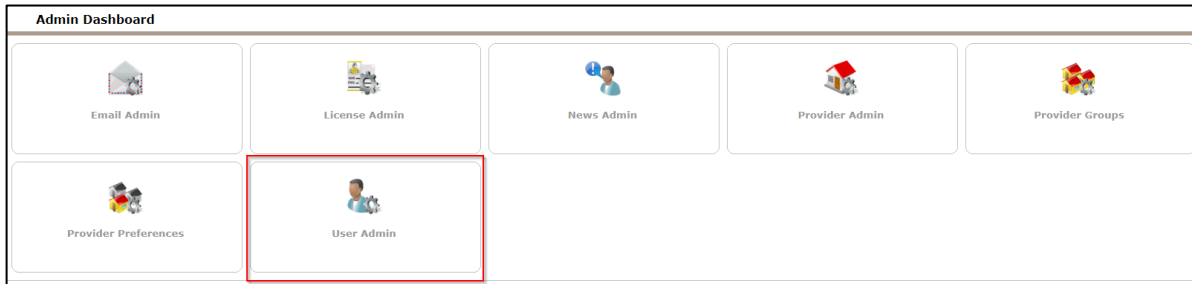 Admin Dashboard
Email Admin
License Admin
News Admin
Provider Admin
Provider Groups
Provider Preferences
User Admin